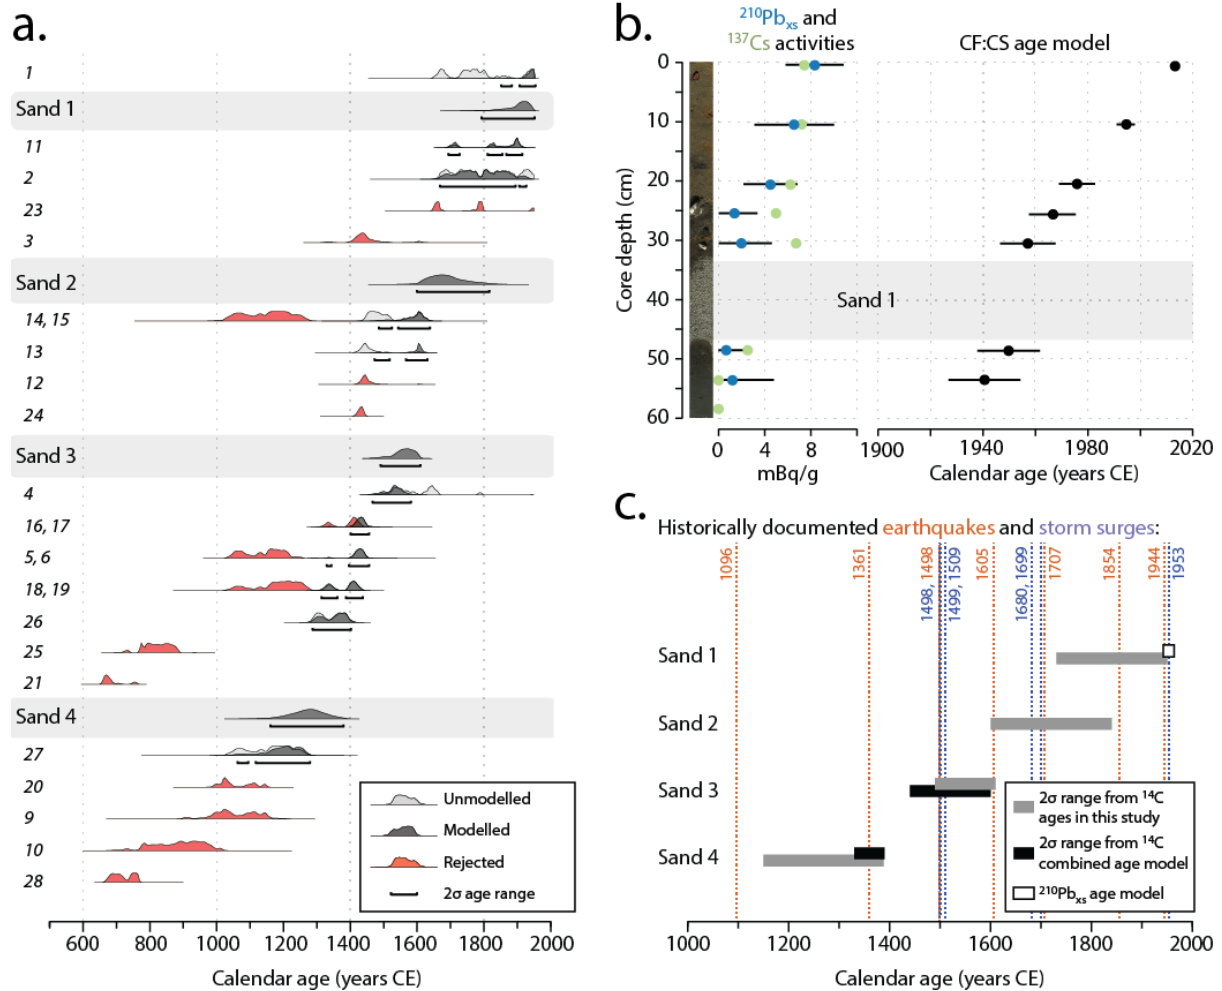 a.
1
Sand 1
11
2
23
3
Sand 2
14, 15
13
12
24
Sand 3
4
16, 17
5, 6
18, 19
26
25
21
Sand 4
27
20
9
10
28
Unmodelled
Modelled
Rejected
2σ age range
600 800 1000 1200 1400 1600 1800 2000
Calendar age (years CE)
b.
210Pbxs and
137Cs activities
CF:CS age model
Core depth (cm)
0
10
20
30
40
50
60
Sand 1
0 4 8
mBq/g
1900 1940 1980 2020
Calendar age (years CE)
c.
Historically documented earthquakes and storm surges:
1096
1361
1498, 1498
1499, 1509
1605
1680, 1699
1707
1854
1944
1953
Sand 1
Sand 2
Sand 3
Sand 4
2σ range from 14C
ages in this study
2σ range from 14C
combined age model
210Pbxs age model
1000 1200 1400 1600 1800 2000
Calendar age (years CE)